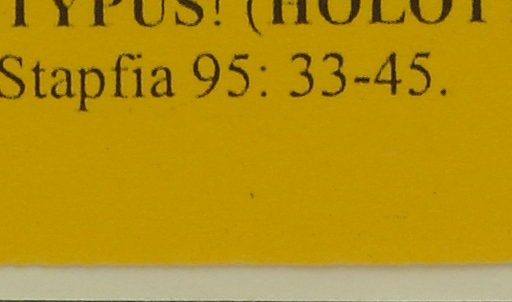 TYPUS! (HOLOT
Stapfia 95: 33-45.